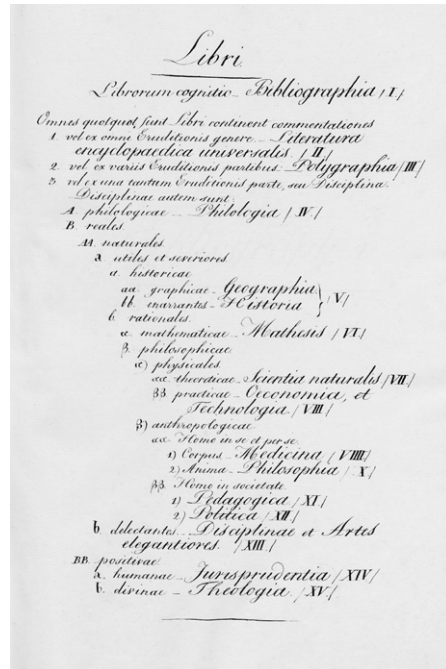 Libri.
Librorum cognitio - Bibliographia /I/
Omnes quotquot sunt Libri continent commentationes
1. vel ex omni Eruditionis genere - Literatura
encyclopaedica universalis. /II/
2. vel ex variis Eruditionis partibus - Polygraphia /III/
3. vel ex una tantum Eruditionis parte, seu Disciplina.
Disciplinae autem sunt:
A. philologicae - Philologia /IV./
B. reales.
AA. naturales.
a. utiles et severiores
a. historicae
aa. graphicae - Geographia
bb. enarrantes - Historia } V/
b. rationales.
α. mathematicae - Mathesis /VI./
β. philosophicae.
α) physicales.
αα. theoreticae - Scientia naturalis /VII/
ββ. practicae - Oeconomia, et
Technologia. /VIII/
β) anthropologicae
αα. Homo in se et per se.
1) Corpus - Medicina /VIIII/
2) Anima - Philosophia /X/
ββ. Homo in societate
1) Pedagogica /XI/
2) Politica /XII/
b. delectantes - Disciplinae et Artes
elegantiores. /XIII/
BB. positivae
a. humanae - Jurisprudentia /XIV/
b. divinae - Theologia. /XV./